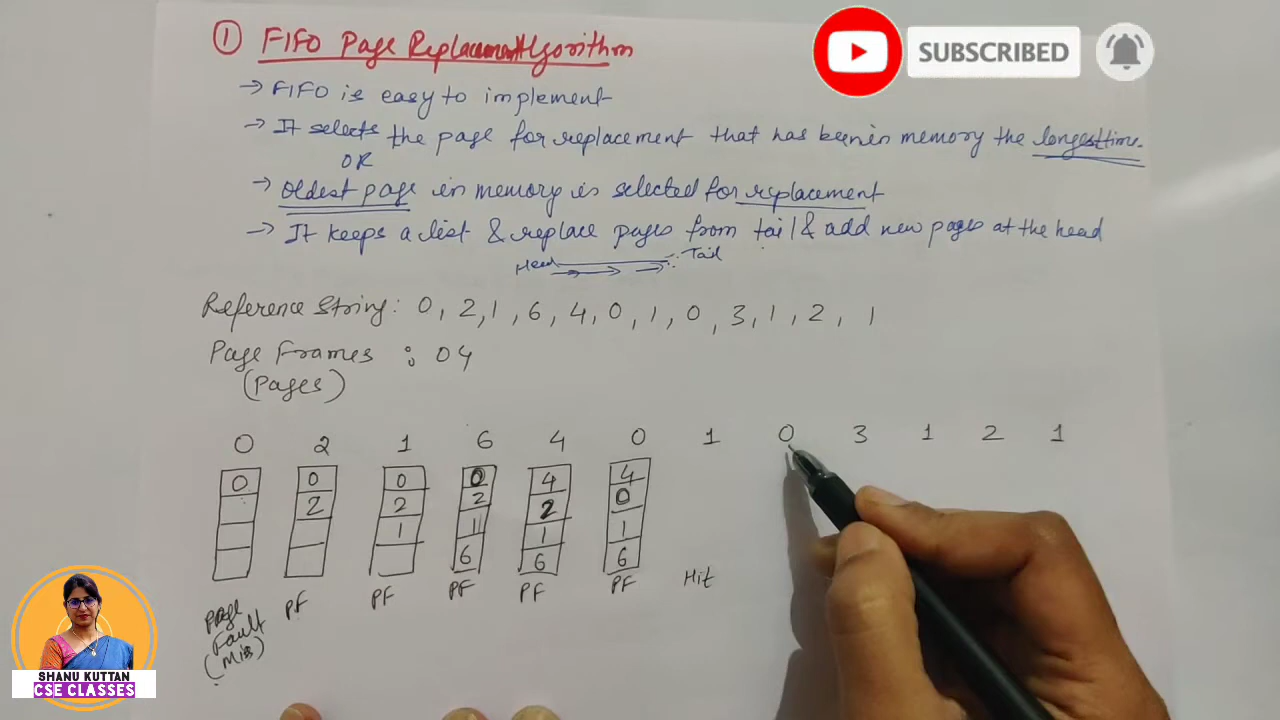 ① FIFO Page Replacement Algorithm
SUBSCRIBED
→ FIFO is easy to implement
→ It selects the page for replacement that has been in memory the longest time.
OR
→ Oldest page in memory is selected for replacement
→ It keeps a list & replace pages from tail & add new pages at the head
Head Tail
Reference String: 0, 2, 1, 6, 4, 0, 1, 0, 3, 1, 2, 1
Page Frames : 04
(Pages)
0 2 1 6 4 0 1 0 3 1 2 1
0 0 0 0 4 4
2 2 2 2 0
1 1 1 1
6 6 6
Page Fault (Miss) PF PF PF PF PF Hit
SHANU KUTTAN
CSE CLASSES